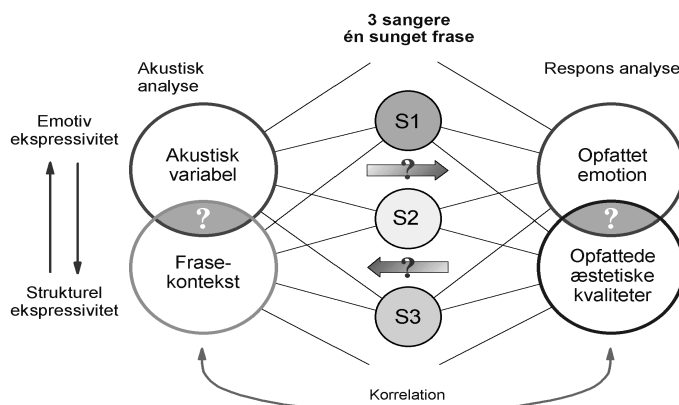 3 sangere
én sunget frase
Akustisk
analyse
Respons analyse
Emotiv
ekspressivitet
Akustisk
variabel
S1
Opfattet
emotion
?
?
S2
?
?
Frase-
kontekst
Opfattede
æstetiske
kvaliteter
Strukturel
ekspressivitet
S3
Korrelation